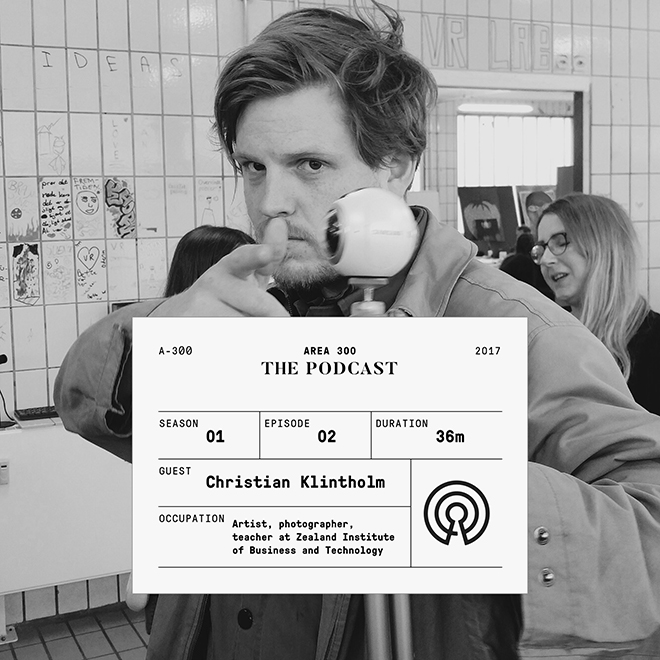 IDEAS
VR LAB
VR
A-300
AREA 300
2017
THE PODCAST
SEASON
01
EPISODE
02
DURATION
36m
GUEST
Christian Klintholm
OCCUPATION
Artist, photographer,
teacher at Zealand Institute
of Business and Technology